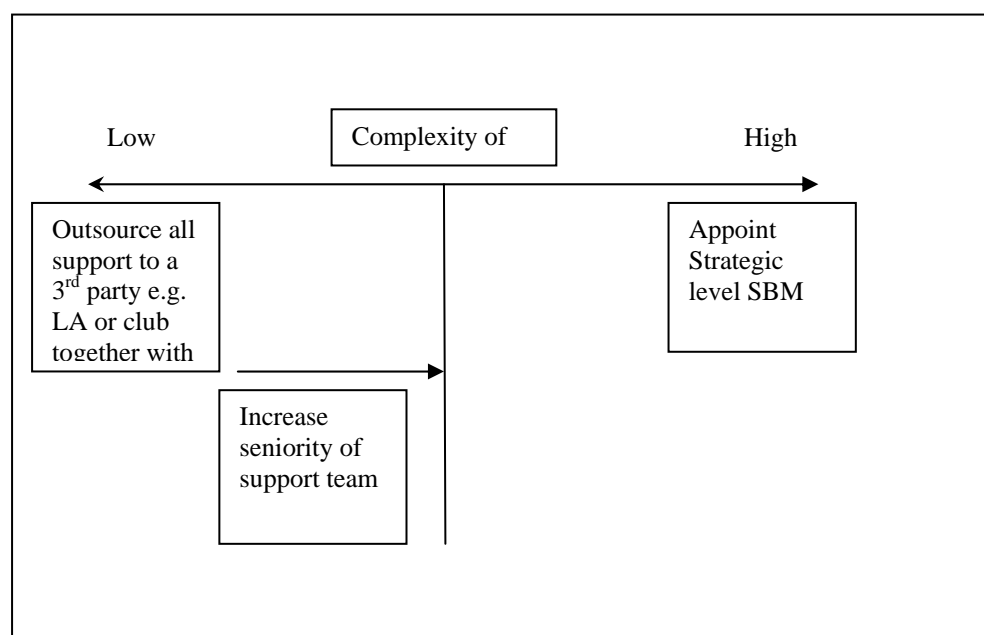 Low
Complexity of
High
Outsource all
support to a
3rd party e.g.
LA or club
together with
Appoint
Strategic
level SBM
Increase
seniority of
support team